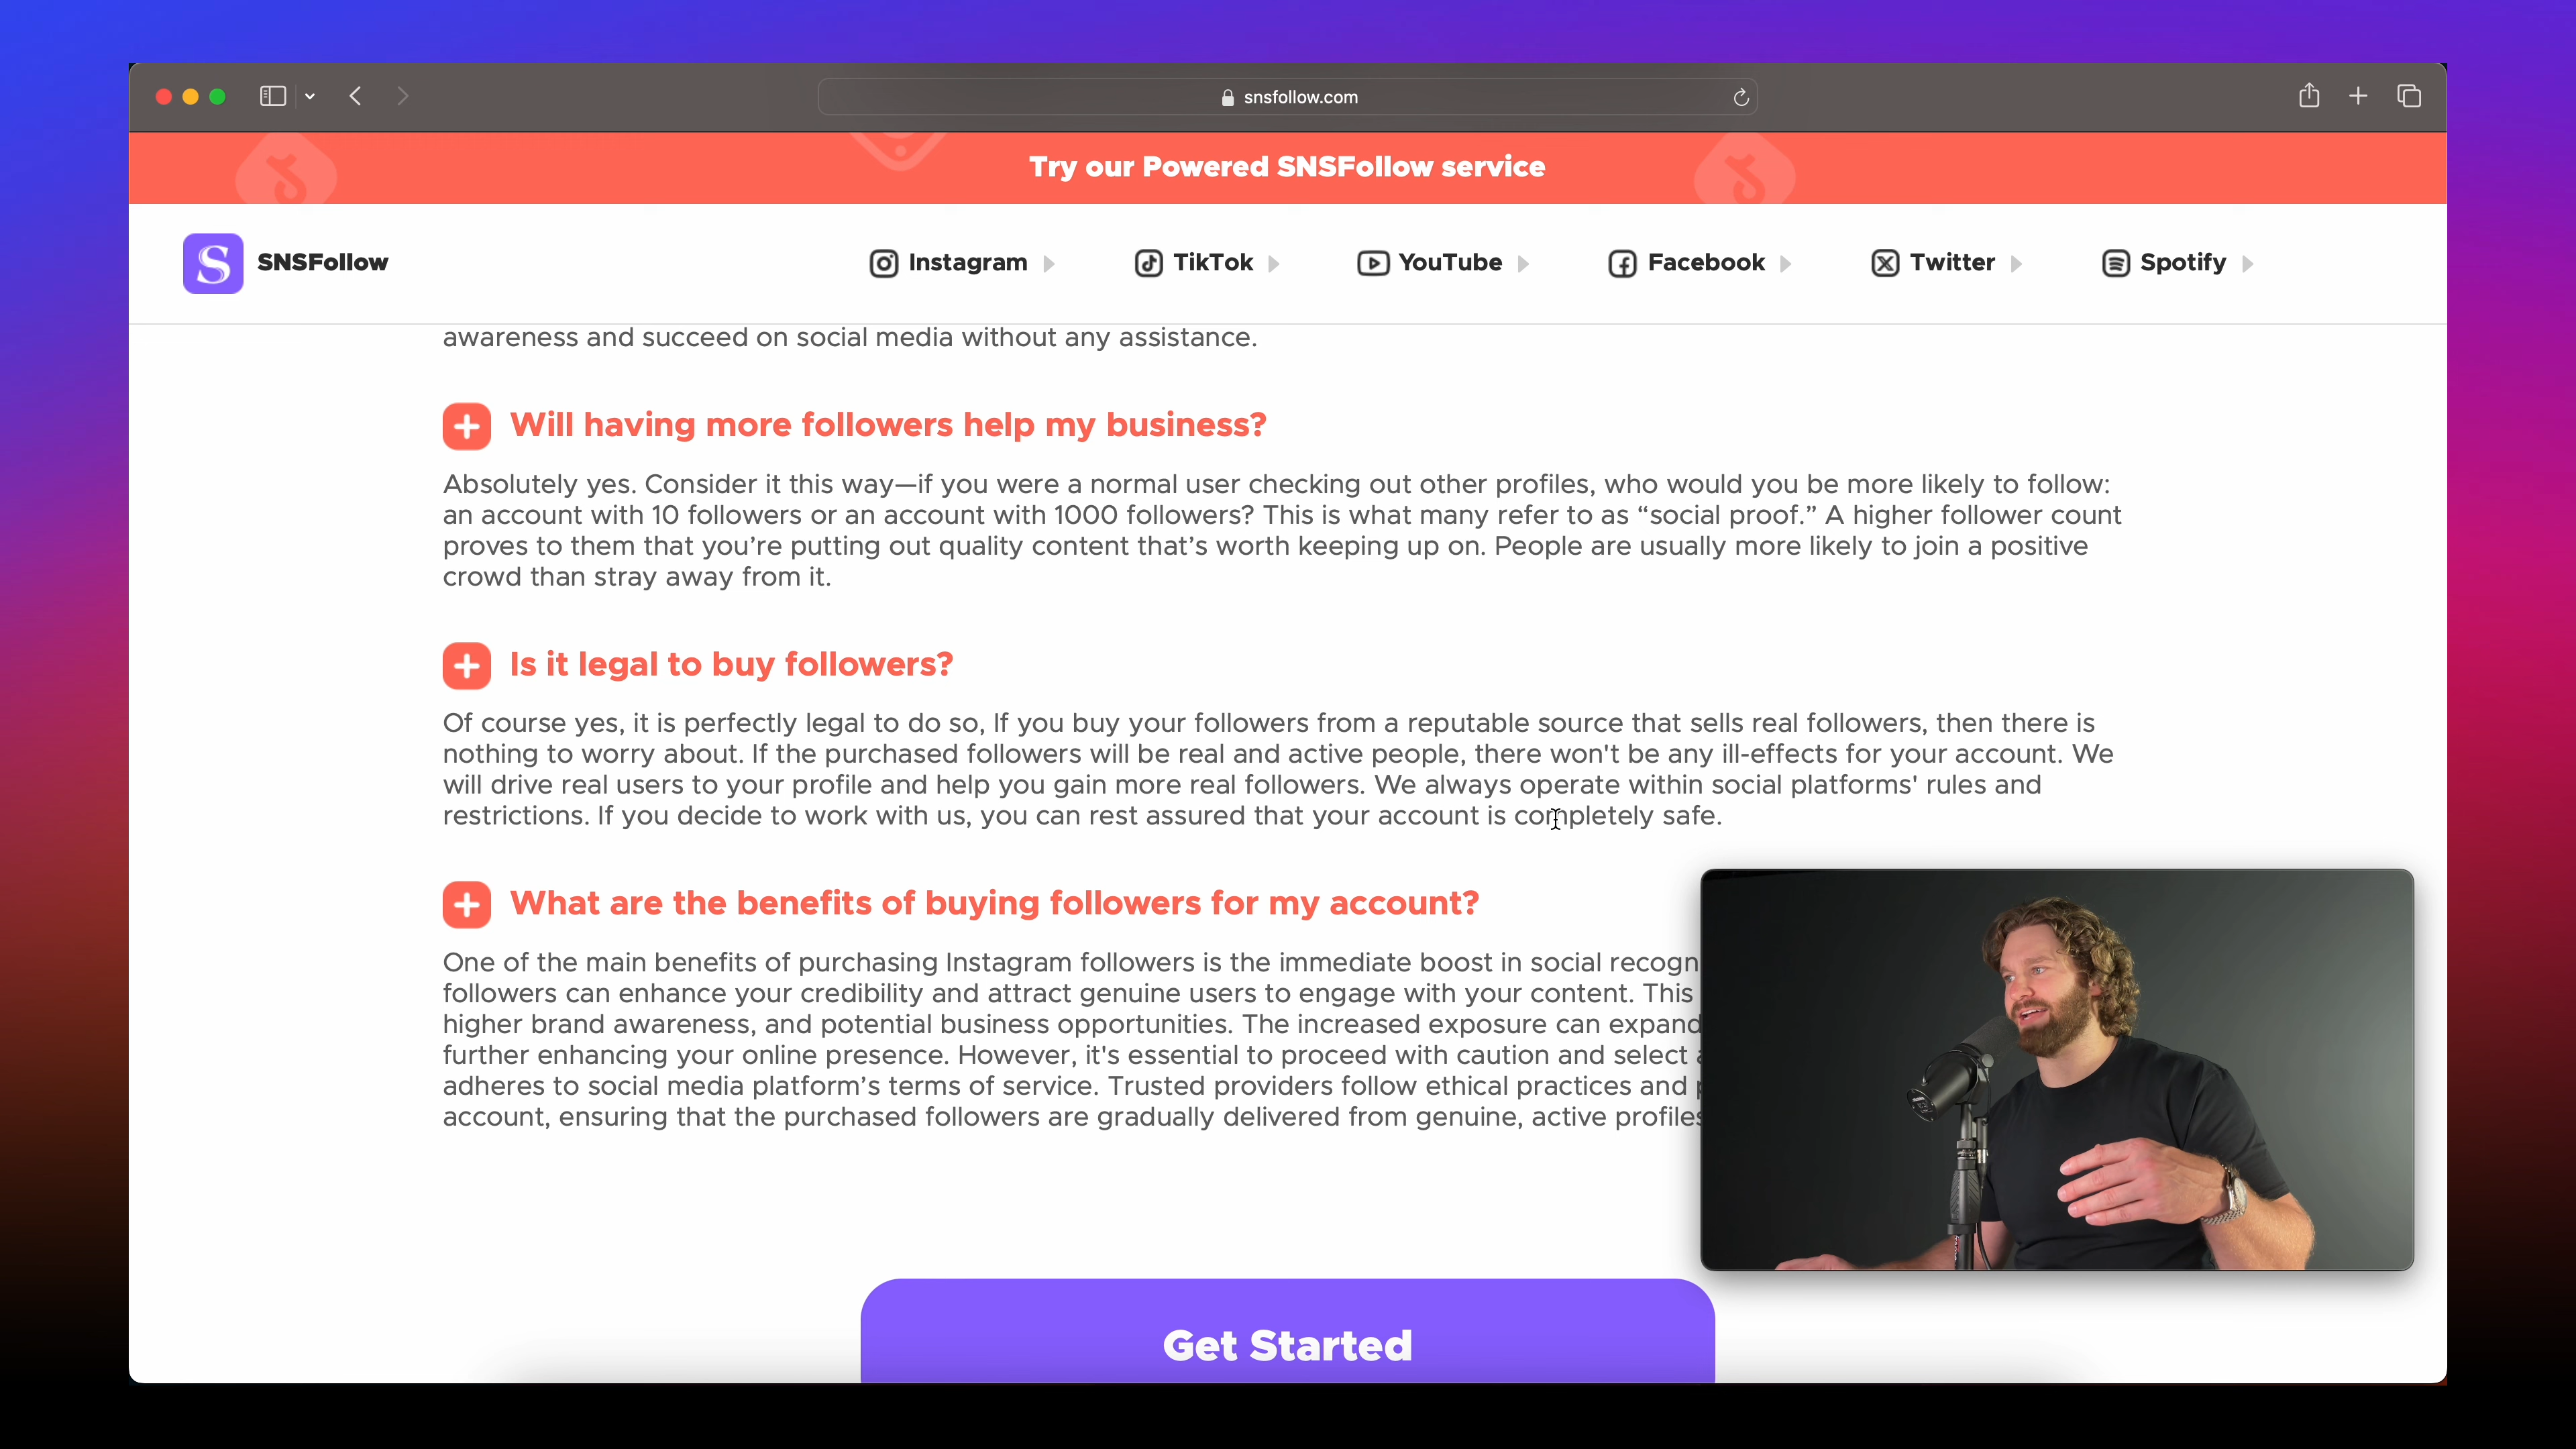 snsfollow.com
Try our Powered SNSFollow service
S SNSFollow Instagram TikTok YouTube Facebook Twitter Spotify
awareness and succeed on social media without any assistance.
Will having more followers help my business?
Absolutely yes. Consider it this way—if you were a normal user checking out other profiles, who would you be more likely to follow:
an account with 10 followers or an account with 1000 followers? This is what many refer to as “social proof.” A higher follower count
proves to them that you’re putting out quality content that’s worth keeping up on. People are usually more likely to join a positive
crowd than stray away from it.
Is it legal to buy followers?
Of course yes, it is perfectly legal to do so, If you buy your followers from a reputable source that sells real followers, then there is
nothing to worry about. If the purchased followers will be real and active people, there won't be any ill-effects for your account. We
will drive real users to your profile and help you gain more real followers. We always operate within social platforms' rules and
restrictions. If you decide to work with us, you can rest assured that your account is completely safe.
What are the benefits of buying followers for my account?
One of the main benefits of purchasing Instagram followers is the immediate boost in social recogn
followers can enhance your credibility and attract genuine users to engage with your content. This
higher brand awareness, and potential business opportunities. The increased exposure can expand
further enhancing your online presence. However, it's essential to proceed with caution and select
adheres to social media platform’s terms of service. Trusted providers follow ethical practices and
account, ensuring that the purchased followers are gradually delivered from genuine, active profiles
Get Started